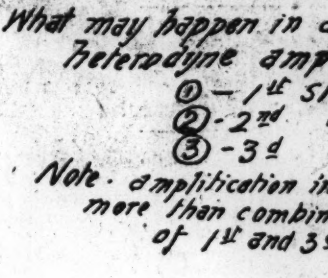 What may happen in
heterodyne amp
① - 1st
② - 2nd
③ - 3d
Note. amplification in
more than combin
of 1st and 3